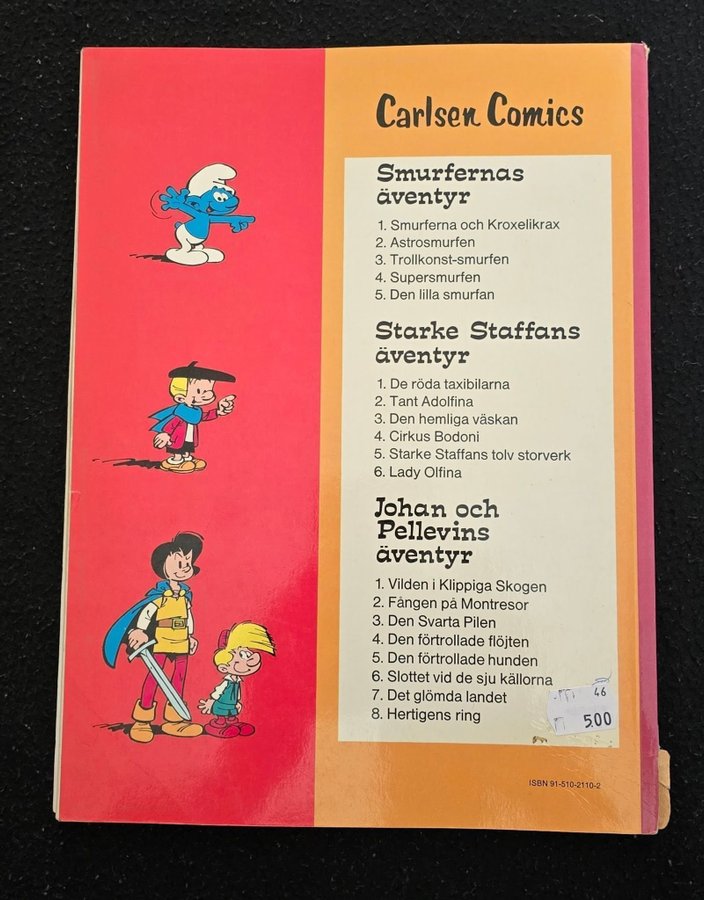 Carlsen Comics
Smurfernas
äventyr
1. Smurferna och Kroxelikrax
2. Astrosmurfen
3. Trollkonst-smurfen
4. Supersmurfen
5. Den lilla smurfan
Starke Staffans
äventyr
1. De röda taxibilarna
2. Tant Adolfina
3. Den hemliga väskan
4. Cirkus Bodoni
5. Starke Staffans tolv storverk
6. Lady Olfina
Johan och
Pellevins
äventyr
1. Vilden i Klippiga Skogen
2. Fången på Montresor
3. Den Svarta Pilen
4. Den förtrollade flöjten
5. Den förtrollade hunden
6. Slottet vid de sju källorna
7. Det glömda landet
8. Hertigens ring
46
500
ISBN 91-510-2110-2